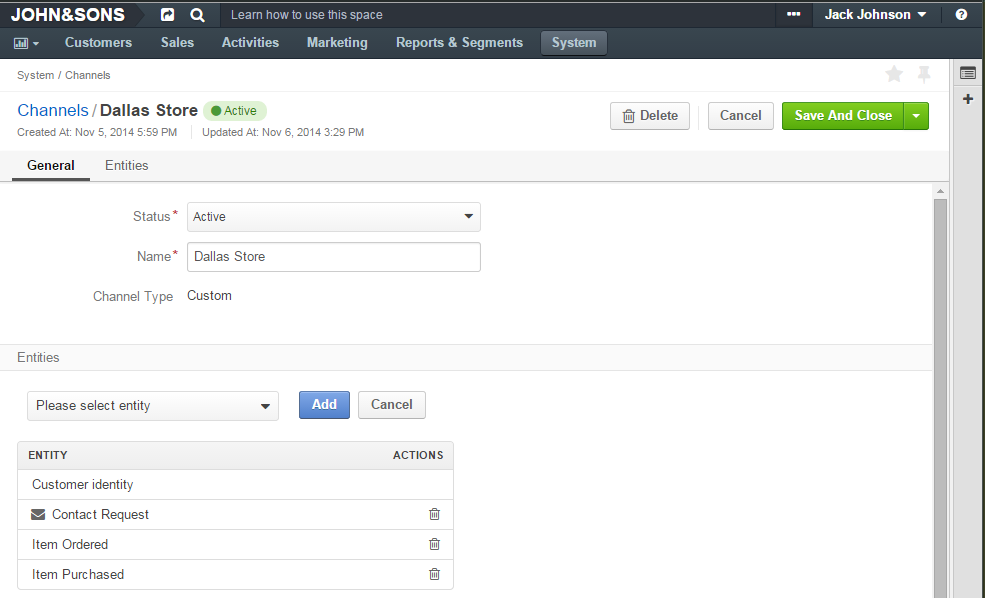 JOHN&SONS Learn how to use this space ••• Jack Johnson ?
Customers Sales Activities Marketing Reports & Segments System
System / Channels
Channels / Dallas Store Active Delete Cancel Save And Close
Created At: Nov 5, 2014 5:59 PM Updated At: Nov 6, 2014 3:29 PM
General Entities
Status* Active
Name* Dallas Store
Channel Type Custom
Entities
Please select entity Add Cancel
ENTITY ACTIONS
Customer identity
Contact Request
Item Ordered
Item Purchased